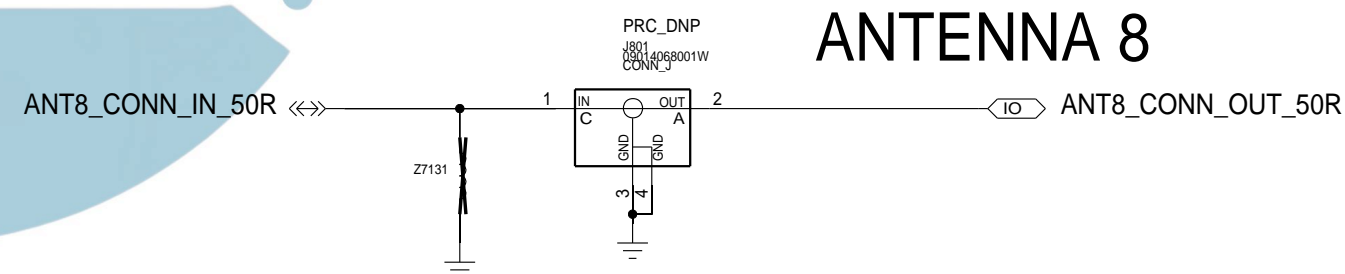 ANTENNA 8
PRC_DNP
J801
09014068001W
CONN_J
ANT8_CONN_IN_50R
1
IN
OUT
2
IO
ANT8_CONN_OUT_50R
C
A
GND
GND
Z7131
3
4